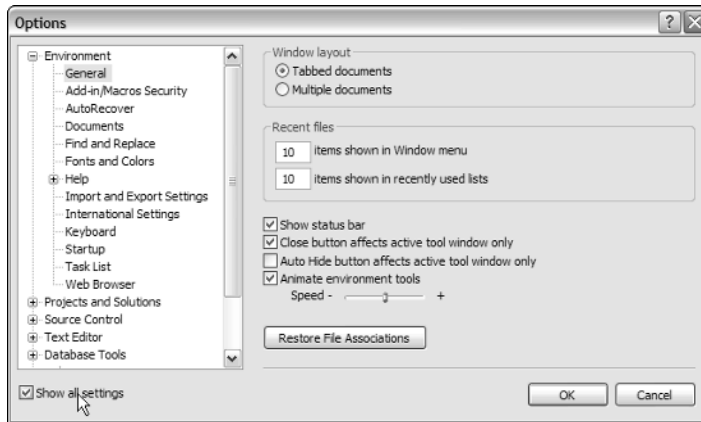 Options
Environment
General
Add-in/Macros Security
AutoRecover
Documents
Find and Replace
Fonts and Colors
Help
Import and Export Settings
International Settings
Keyboard
Startup
Task List
Web Browser
Projects and Solutions
Source Control
Text Editor
Database Tools
Show all settings
Window layout
Tabbed documents
Multiple documents
Recent files
10 items shown in Window menu
10 items shown in recently used lists
Show status bar
Close button affects active tool window only
Auto Hide button affects active tool window only
Animate environment tools
Speed - +
Restore File Associations
OK
Cancel